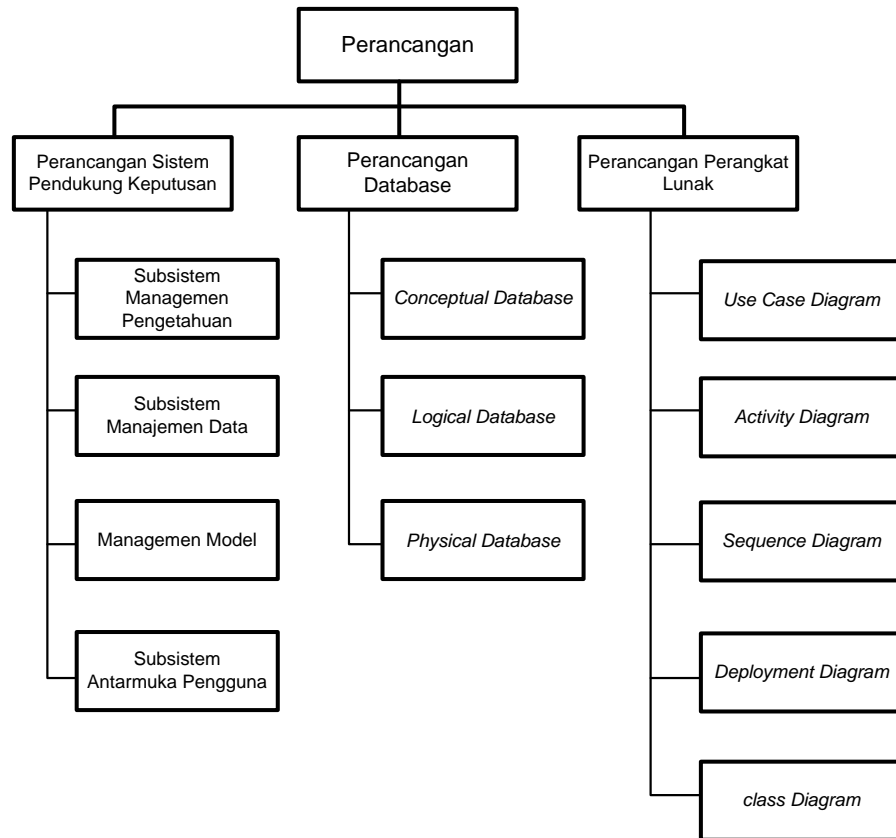 Perancangan
Perancangan Sistem
Pendukung Keputusan
Subsistem
Managemen
Pengetahuan
Subsistem
Manajemen Data
Managemen Model
Subsistem
Antarmuka Pengguna
Perancangan
Database
Conceptual Database
Logical Database
Physical Database
Perancangan Perangkat
Lunak
Use Case Diagram
Activity Diagram
Sequence Diagram
Deployment Diagram
class Diagram